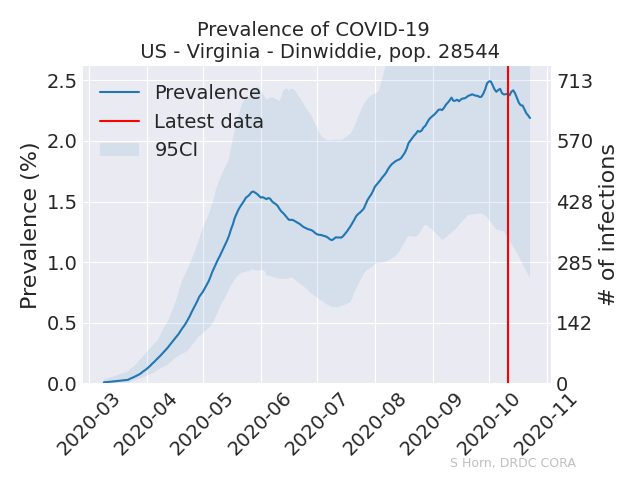 Prevalence of COVID-19
US - Virginia - Dinwiddie, pop. 28544
Prevalence (%)
2.5
2.0
1.5
1.0
0.5
0.0
Prevalence
Latest data
95CI
713
570
428
285
142
0
# of infections
2020-03
2020-04
2020-05
2020-06
2020-07
2020-08
2020-09
2020-10
2020-11
S Horn, DRDC CORA